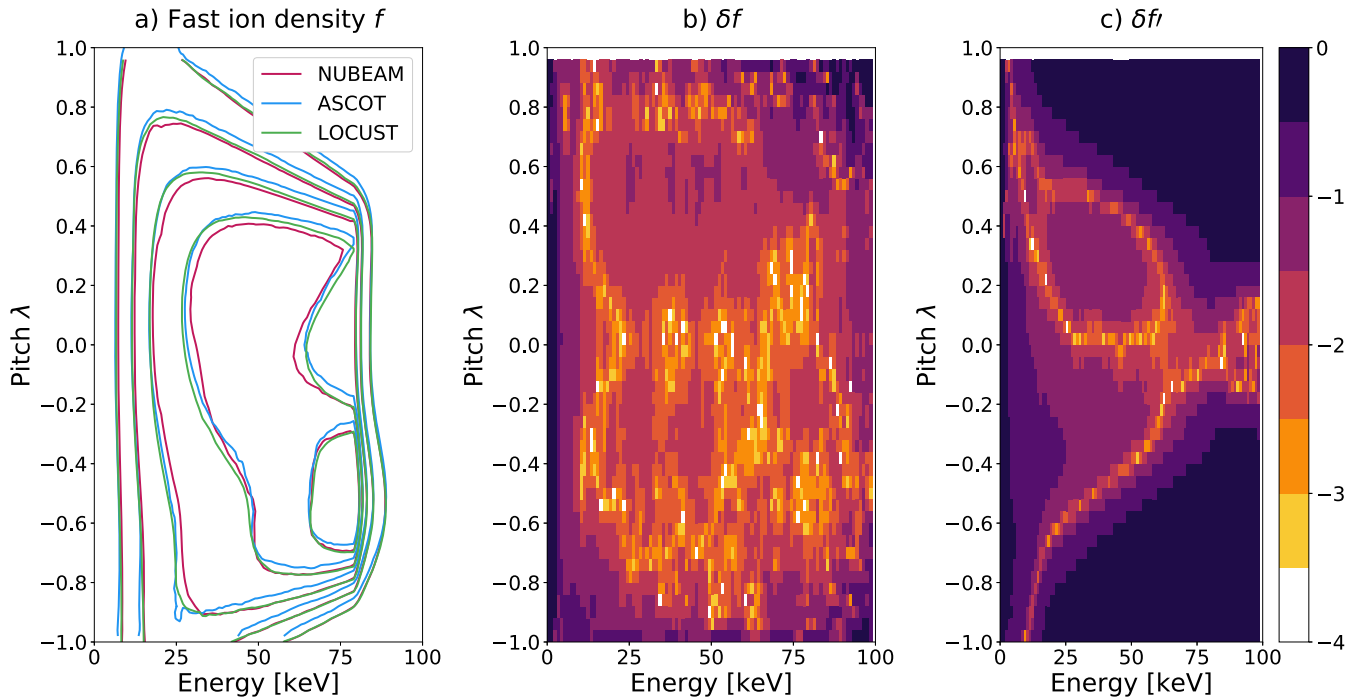 a) Fast ion density f
b) δf
c) δf′
NUBEAM
ASCOT
LOCUST
Pitch λ
1.0
0.8
0.6
0.4
0.2
0.0
−0.2
−0.4
−0.6
−0.8
−1.0
0 25 50 75 100
Energy [keV]
Pitch λ
1.0
0.8
0.6
0.4
0.2
0.0
−0.2
−0.4
−0.6
−0.8
−1.0
0 25 50 75 100
Energy [keV]
Pitch λ
1.0
0.8
0.6
0.4
0.2
0.0
−0.2
−0.4
−0.6
−0.8
−1.0
0 25 50 75 100
Energy [keV]
0
−1
−2
−3
−4